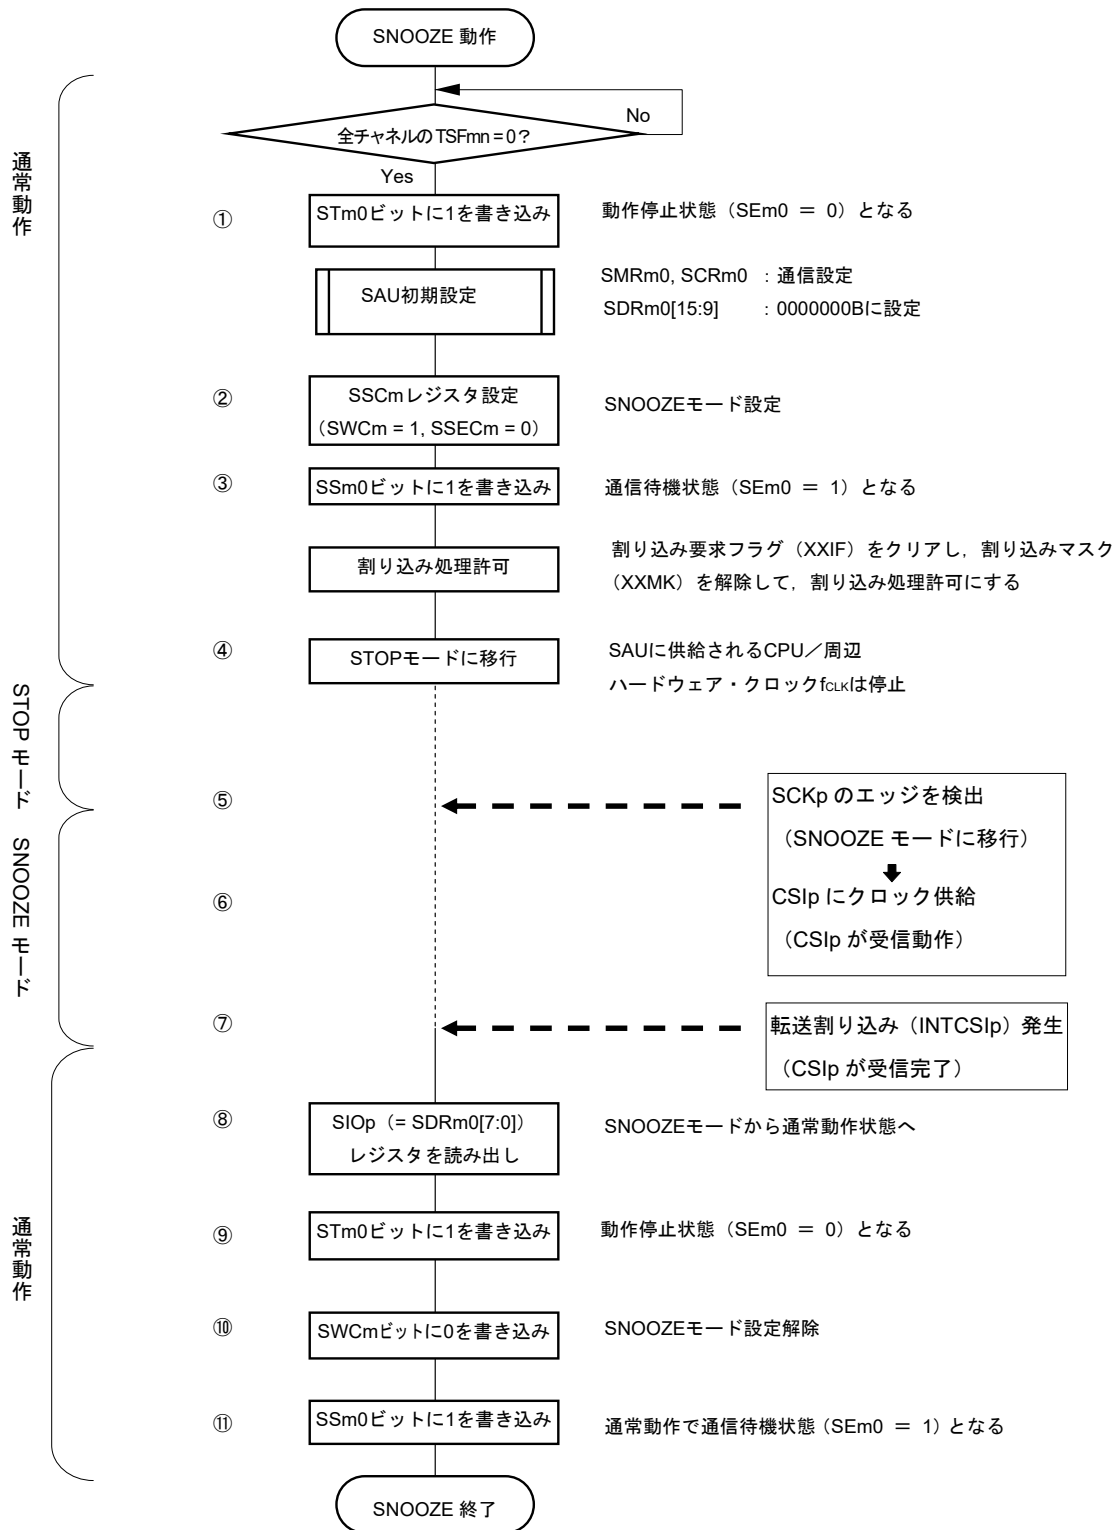 SNOOZE 動作
全チャネルのTSFmn = 0?
No
Yes
通常動作
①
STm0ビットに1を書き込み
動作停止状態（SEm0 = 0）となる
SAU初期設定
SMRm0, SCRm0 : 通信設定
SDRm0[15:9] : 0000000Bに設定
②
SSCmレジスタ設定
（SWCm = 1, SSECm = 0）
SNOOZEモード設定
③
SSm0ビットに1を書き込み
通信待機状態（SEm0 = 1）となる
割り込み処理許可
割り込み要求フラグ（XXIF）をクリアし，割り込みマスク
（XXMK）を解除して，割り込み処理許可にする
④
STOPモードに移行
SAUに供給されるCPU／周辺
ハードウェア・クロックfCLKは停止
STOP モード
⑤
SCKp のエッジを検出
（SNOOZE モードに移行）
SNOOZE モード
⑥
CSIp にクロック供給
（CSIp が受信動作）
⑦
転送割り込み（INTCSIp）発生
（CSIp が受信完了）
通常動作
⑧
SIOp（= SDRm0[7:0]）
レジスタを読み出し
SNOOZEモードから通常動作状態へ
⑨
STm0ビットに1を書き込み
動作停止状態（SEm0 = 0）となる
⑩
SWCmビットに0を書き込み
SNOOZEモード設定解除
⑪
SSm0ビットに1を書き込み
通常動作で通信待機状態（SEm0 = 1）となる
SNOOZE 終了